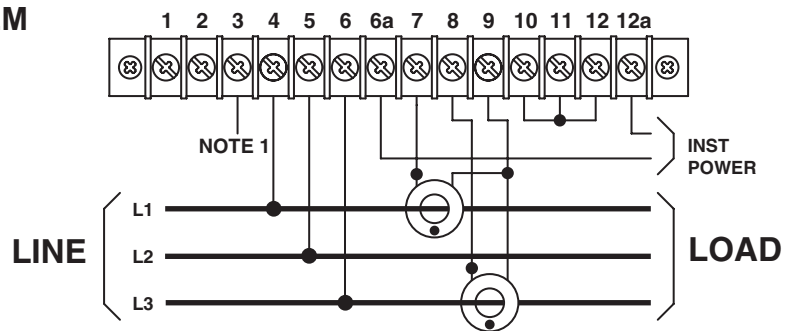 M
1 2 3 4 5 6 6a 7 8 9 10 11 12 12a
NOTE 1
INST
POWER
L1
LINE
L2
LOAD
L3